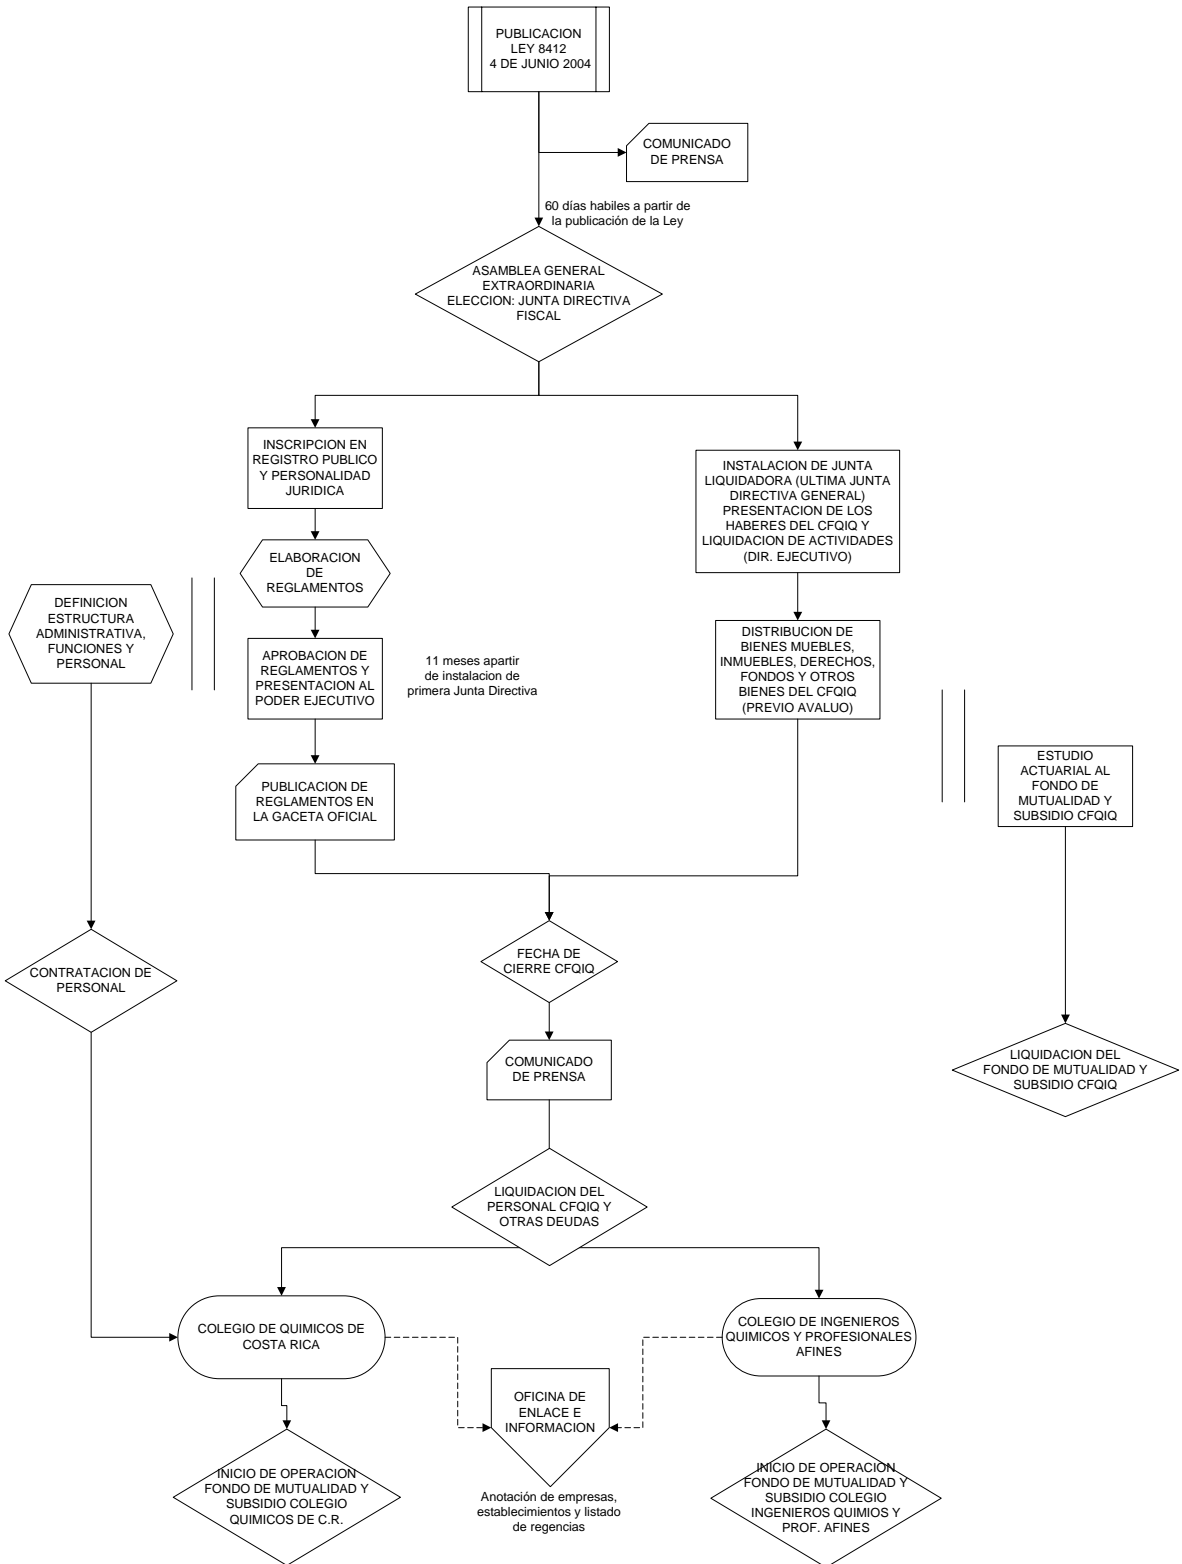 PUBLICACION
LEY 8412
4 DE JUNIO 2004
COMUNICADO
DE PRENSA
60 días habiles a partir de
la publicación de la Ley
ASAMBLEA GENERAL
EXTRAORDINARIA
ELECCION: JUNTA DIRECTIVA
FISCAL
INSCRIPCION EN
REGISTRO PUBLICO
Y PERSONALIDAD
JURIDICA
INSTALACION DE JUNTA
LIQUIDADORA (ULTIMA JUNTA
DIRECTIVA GENERAL)
PRESENTACION DE LOS
HABERES DEL CFQIQ Y
LIQUIDACION DE ACTIVIDADES
(DIR. EJECUTIVO)
ELABORACION
DE
REGLAMENTOS
DEFINICION
ESTRUCTURA
ADMINISTRATIVA,
FUNCIONES Y
PERSONAL
APROBACION DE
REGLAMENTOS Y
PRESENTACION AL
PODER EJECUTIVO
11 meses apartir
de instalacion de
primera Junta Directiva
DISTRIBUCION DE
BIENES MUEBLES,
INMUEBLES, DERECHOS,
FONDOS Y OTROS
BIENES DEL CFQIQ
(PREVIO AVALUO)
PUBLICACION DE
REGLAMENTOS EN
LA GACETA OFICIAL
ESTUDIO
ACTUARIAL AL
FONDO DE
MUTUALIDAD Y
SUBSIDIO CFQIQ
CONTRATACION DE
PERSONAL
FECHA DE
CIERRE CFQIQ
COMUNICADO
DE PRENSA
LIQUIDACION DEL
FONDO DE MUTUALIDAD Y
SUBSIDIO CFQIQ
LIQUIDACION DEL
PERSONAL CFQIQ Y
OTRAS DEUDAS
COLEGIO DE QUIMICOS DE
COSTA RICA
COLEGIO DE INGENIEROS
QUIMICOS Y PROFESIONALES
AFINES
OFICINA DE
ENLACE E
INFORMACION
Anotación de empresas,
establecimientos y listado
de regencias
INICIO DE OPERACION
FONDO DE MUTUALIDAD Y
SUBSIDIO COLEGIO
QUIMICOS DE C.R.
INICIO DE OPERACION
FONDO DE MUTUALIDAD Y
SUBSIDIO COLEGIO
INGENIEROS QUIMIOS Y
PROF. AFINES